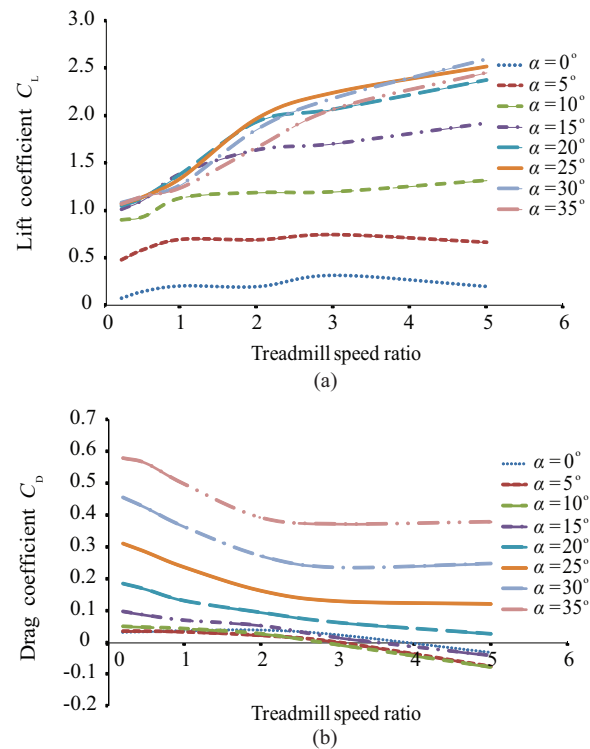 3.0
2.5
2.0
1.5
1.0
0.5
0
Lift coefficient C_L
0 1 2 3 4 5 6
Treadmill speed ratio
α = 0°
α = 5°
α = 10°
α = 15°
α = 20°
α = 25°
α = 30°
α = 35°
(a)
0.7
0.6
0.5
0.4
0.3
0.2
0.1
0
-0.1
-0.2
Drag coefficient C_D
0 1 2 3 4 5 6
Treadmill speed ratio
α = 0°
α = 5°
α = 10°
α = 15°
α = 20°
α = 25°
α = 30°
α = 35°
(b)